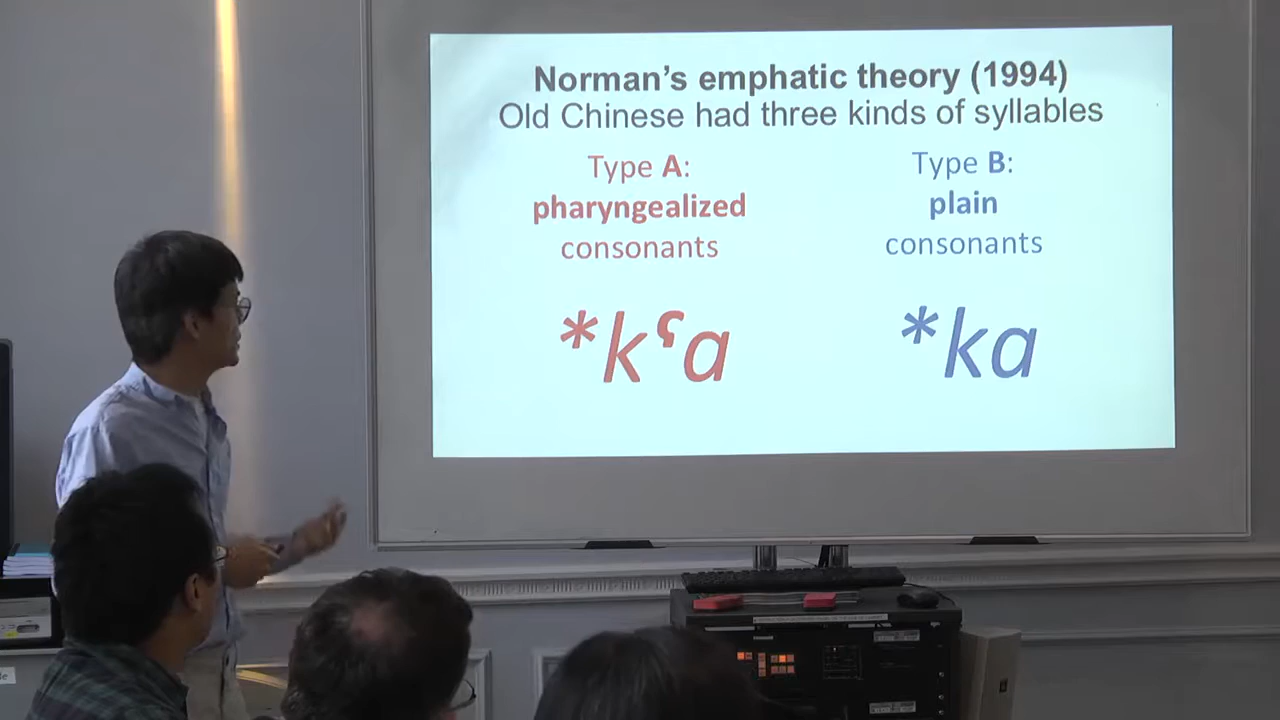 Norman's emphatic theory (1994)
Old Chinese had three kinds of syllables
Type A:
pharyngealized
consonants
*kˤa
Type B:
plain
consonants
*ka